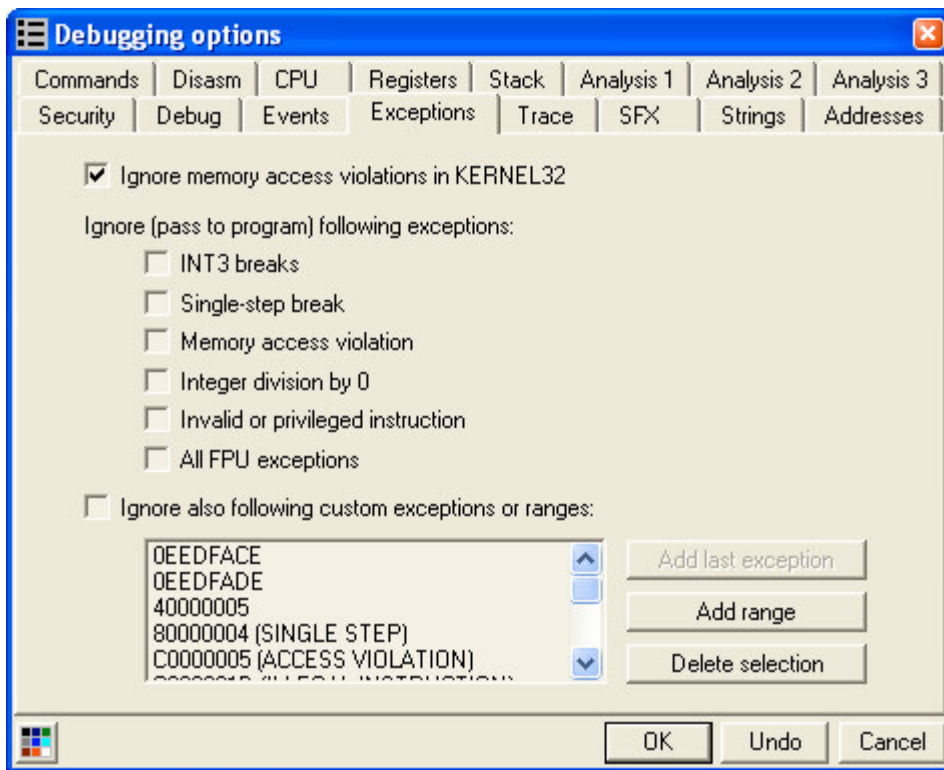 Debugging options
Commands Disasm CPU Registers Stack Analysis 1 Analysis 2 Analysis 3
Security Debug Events Exceptions Trace SFX Strings Addresses
Ignore memory access violations in KERNEL32
Ignore (pass to program) following exceptions:
INT3 breaks
Single-step break
Memory access violation
Integer division by 0
Invalid or privileged instruction
All FPU exceptions
Ignore also following custom exceptions or ranges:
0EEDFACE
0EEDFADE
40000005
80000004 (SINGLE STEP)
C0000005 (ACCESS VIOLATION)
Add last exception
Add range
Delete selection
OK Undo Cancel